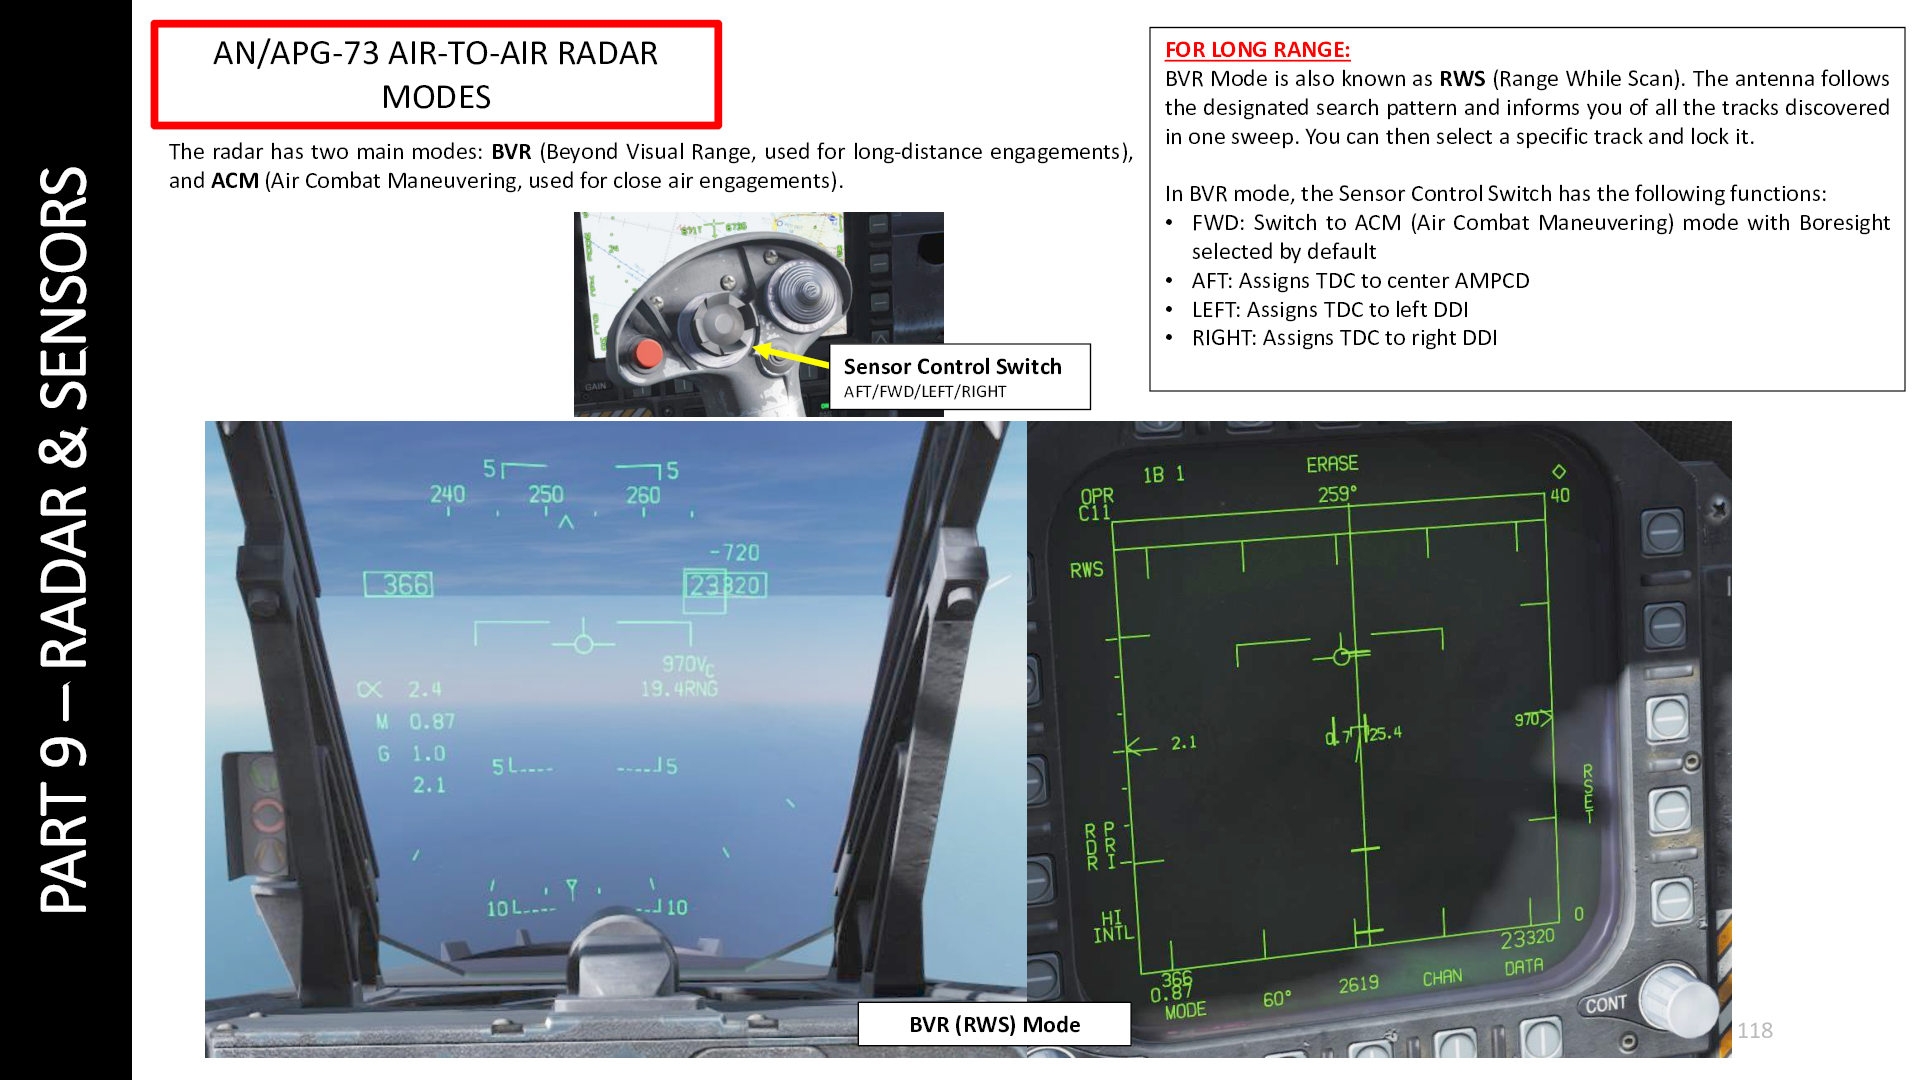 PART 9 – RADAR & SENSORS
AN/APG-73 AIR-TO-AIR RADAR
MODES
The radar has two main modes: BVR (Beyond Visual Range, used for long-distance engagements),
and ACM (Air Combat Maneuvering, used for close air engagements).
FOR LONG RANGE:
BVR Mode is also known as RWS (Range While Scan). The antenna follows
the designated search pattern and informs you of all the tracks discovered
in one sweep. You can then select a specific track and lock it.
In BVR mode, the Sensor Control Switch has the following functions:
• FWD: Switch to ACM (Air Combat Maneuvering) mode with Boresight
selected by default
• AFT: Assigns TDC to center AMPCD
• LEFT: Assigns TDC to left DDI
• RIGHT: Assigns TDC to right DDI
GAIN
Sensor Control Switch
AFT/FWD/LEFT/RIGHT
5 5
240 250 260
-720
366 23320
970Vc
19.4RNG
α 2.4
M 0.87
G 1.0
2.1
5 5
10 10
1B 1 ERASE
OPR 259° 40
C11
RWS
970
2.1 0.7 25.4
RSET
RDR PRI
HI
INTL
0
23320
366
0.87
MODE 60° 2619 CHAN DATA
CONT
BVR (RWS) Mode
118